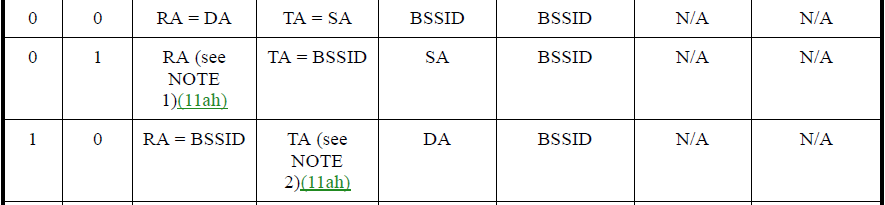 0 0 RA = DA TA = SA BSSID BSSID N/A N/A
0 1 RA (see TA = BSSID SA BSSID N/A N/A
NOTE
1)(11ah)
1 0 RA = BSSID TA (see DA BSSID N/A N/A
NOTE
2)(11ah)